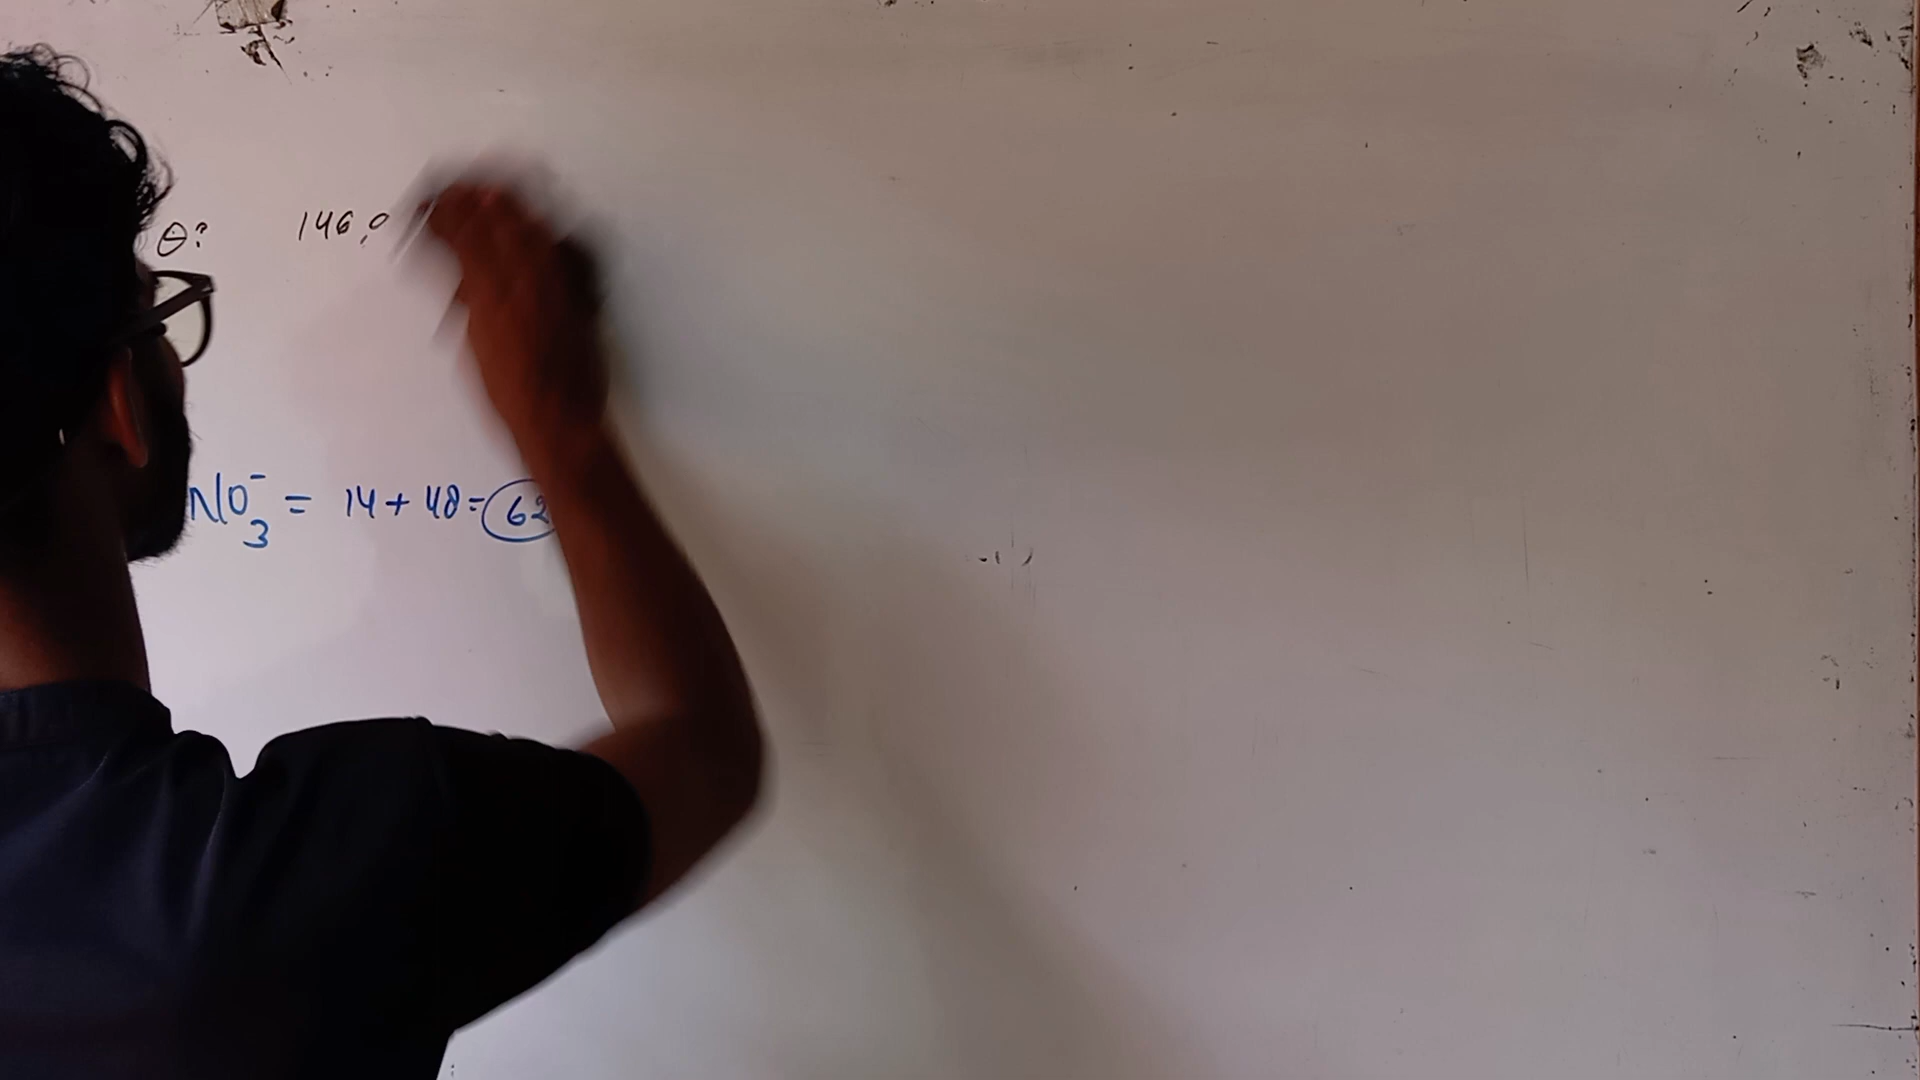 θ? 146,0
NO₃⁻ = 14 + 48 = 62